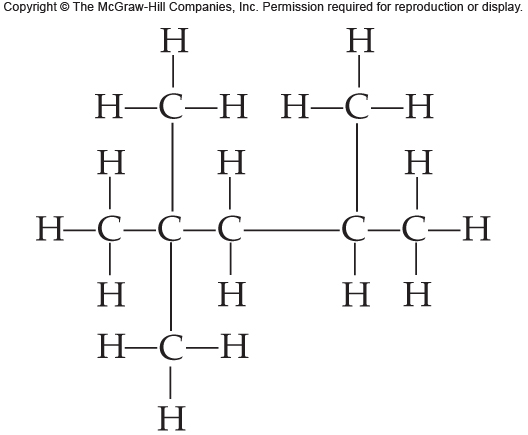 Copyright © The McGraw-Hill Companies, Inc. Permission required for reproduction or display.
H H
H C H H C H
H H H
H C C C C C H
H H H H
H C H
H